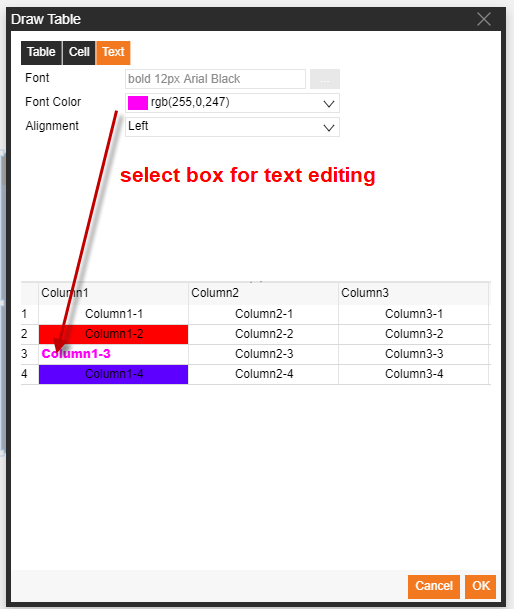 Draw Table
Table Cell Text
Font bold 12px Arial Black ...
Font Color rgb(255,0,247)
Alignment Left
select box for text editing
Column1 Column2 Column3
1 Column1-1 Column2-1 Column3-1
2 Column1-2 Column2-2 Column3-2
3 Column1-3 Column2-3 Column3-3
4 Column1-4 Column2-4 Column3-4
Cancel OK